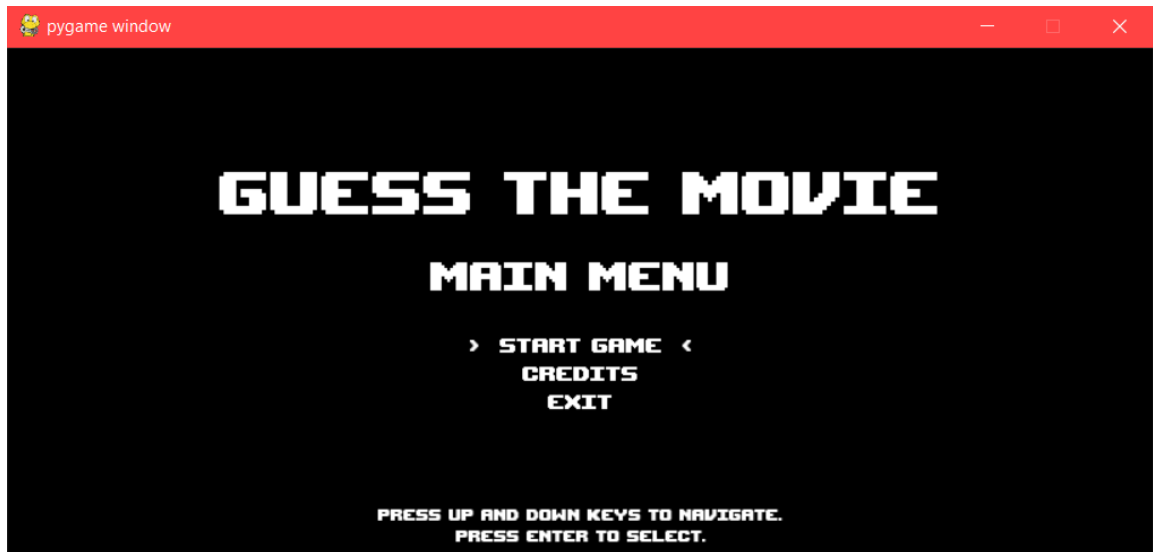 pygame window
GUESS THE MOVIE
MAIN MENU
> START GAME <
CREDITS
EXIT
PRESS UP AND DOWN KEYS TO NAVIGATE.
PRESS ENTER TO SELECT.